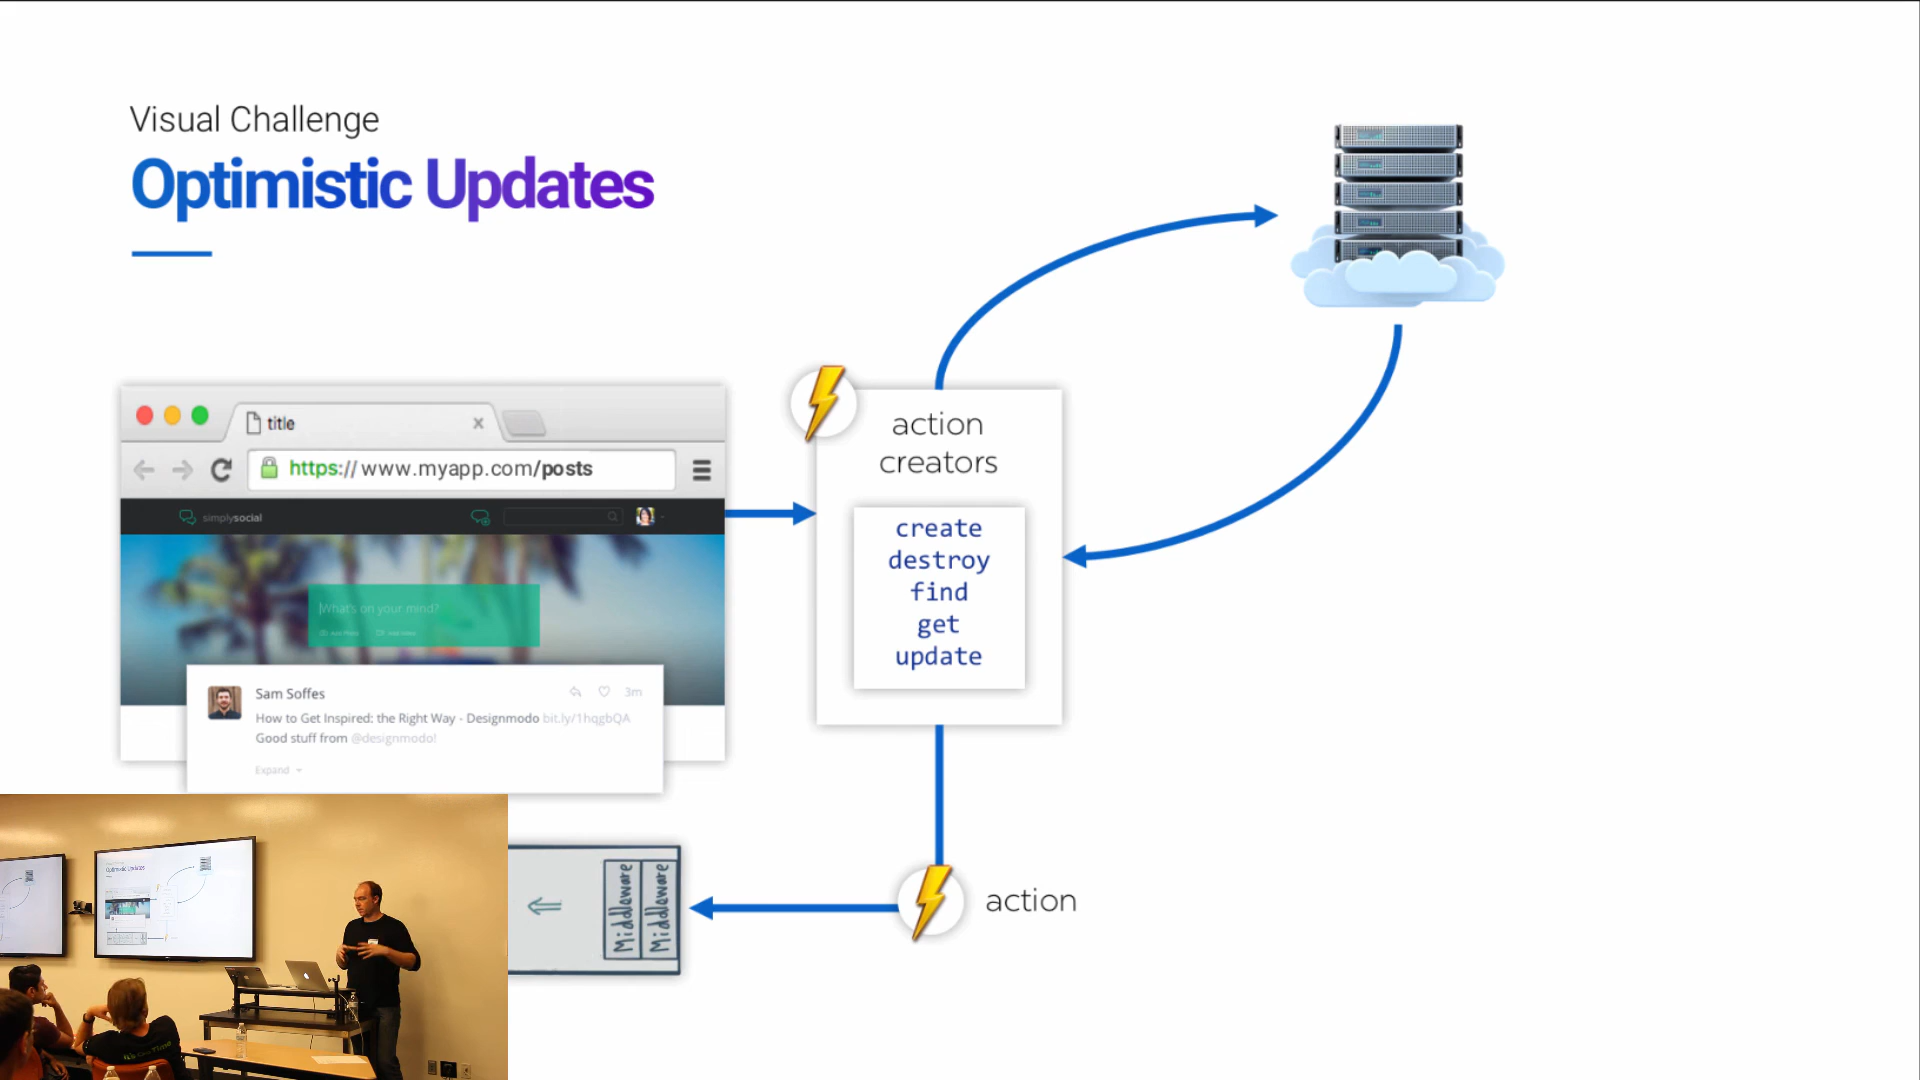 Visual Challenge
Optimistic Updates
title
https://www.myapp.com/posts
simplysocial
What's on your mind?
Sam Soffes
3m
How to Get Inspired: the Right Way - Designmodo bit.ly/1hqgbQA
Good stuff from @designmodo!
Expand
action
creators
create
destroy
find
get
update
Middleware
Middleware
action
Optimistic Updates